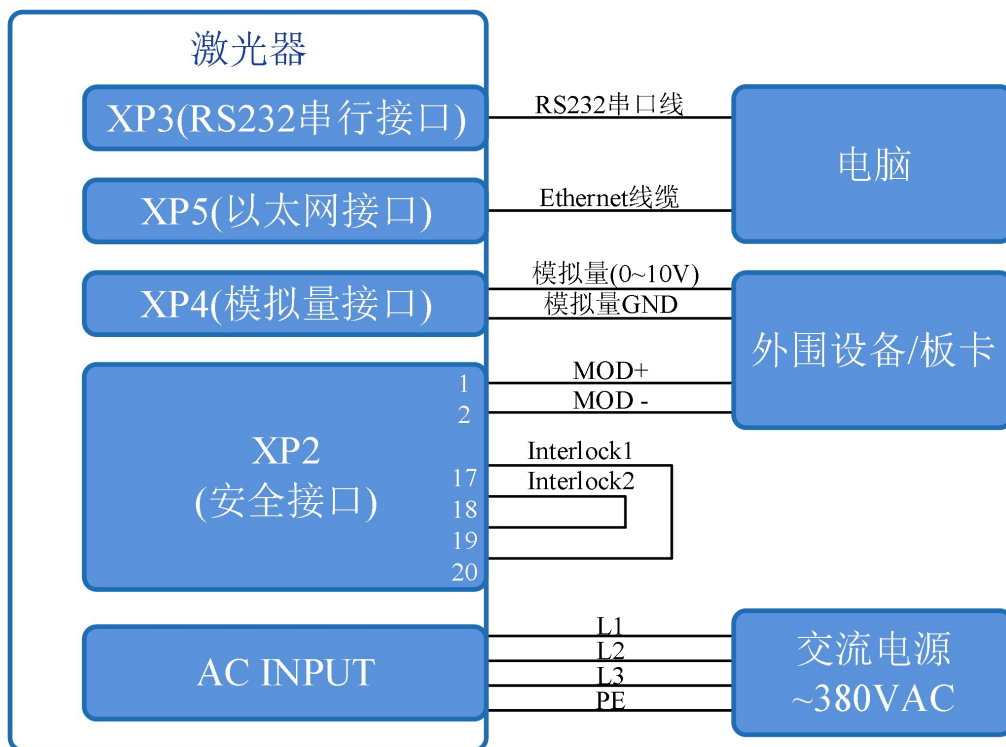 激光器
XP3(RS232串行接口)
RS232串口线
电脑
XP5(以太网接口)
Ethernet线缆
XP4(模拟量接口)
模拟量(0~10V)
模拟量GND
外围设备/板卡
XP2
(安全接口)
1
2
17
18
19
20
MOD+
MOD -
Interlock1
Interlock2
AC INPUT
L1
L2
L3
PE
交流电源
~380VAC